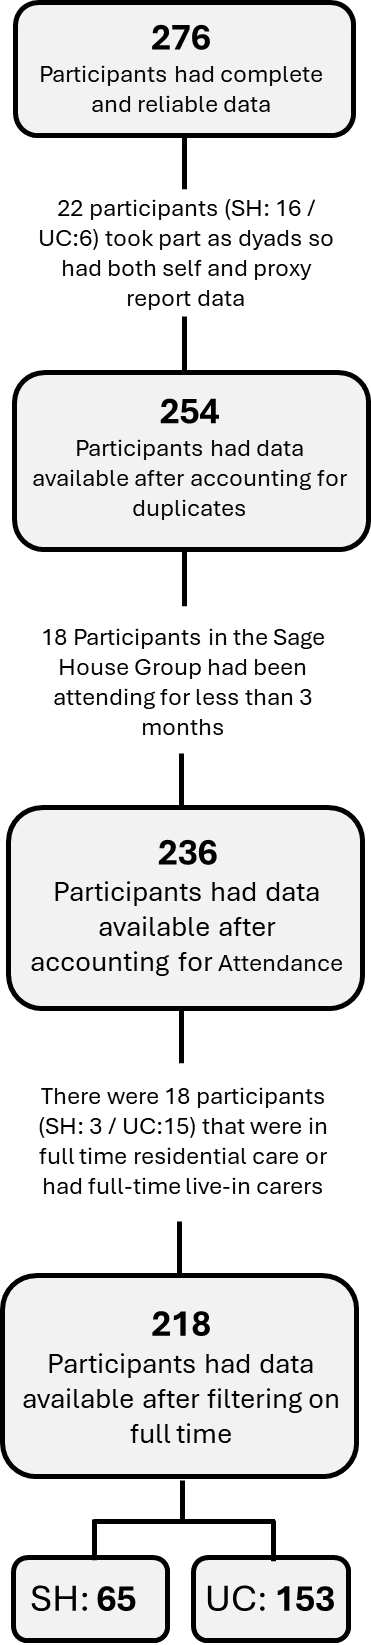 276
Participants had complete
and reliable data
22 participants (SH: 16 /
UC:6) took part as dyads so
had both self and proxy
report data
254
Participants had data
available after accounting for
duplicates
18 Participants in the Sage
House Group had been
attending for less than 3
months
236
Participants had data
available after
accounting for Attendance
There were 18 participants
(SH: 3 / UC:15) that were in
full time residential care or
had full-time live-in carers
218
Participants had data
available after filtering on
full time
SH: 65
UC: 153